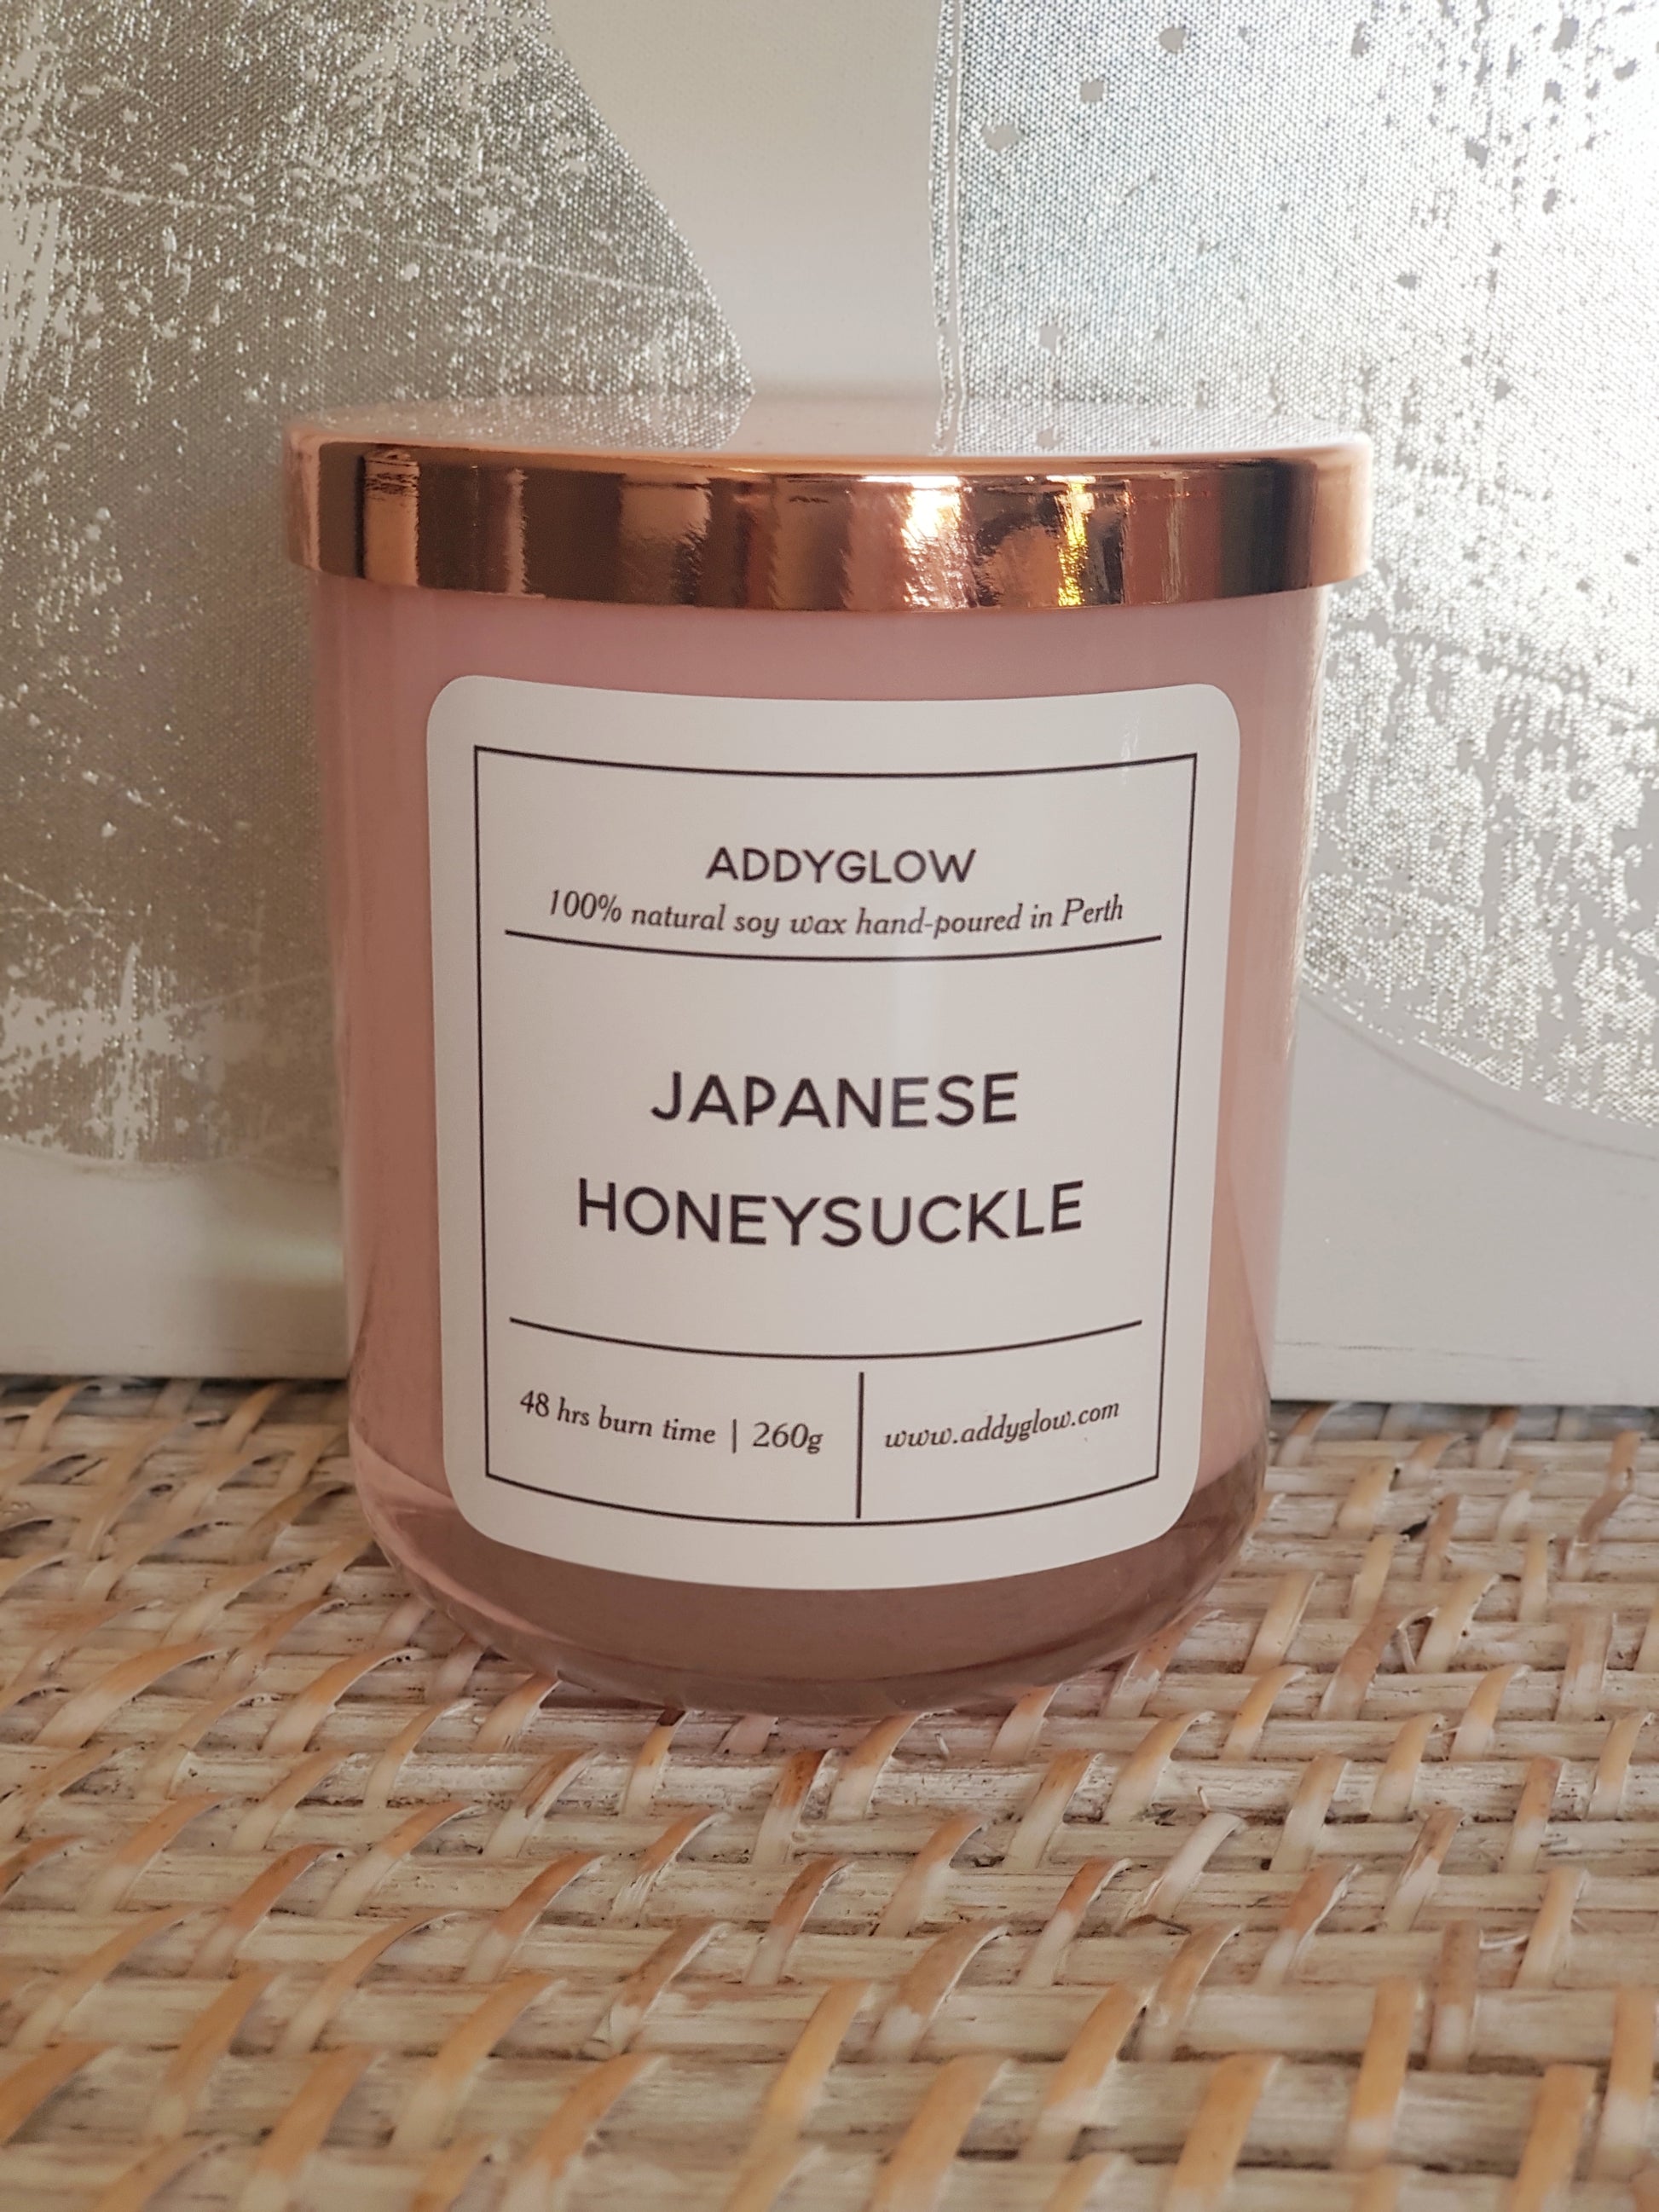 ADDYGLOW
100% natural soy wax hand-poured in Perth
JAPANESE
HONEYSUCKLE
48 hrs burn time | 260g
www.addyglow.com